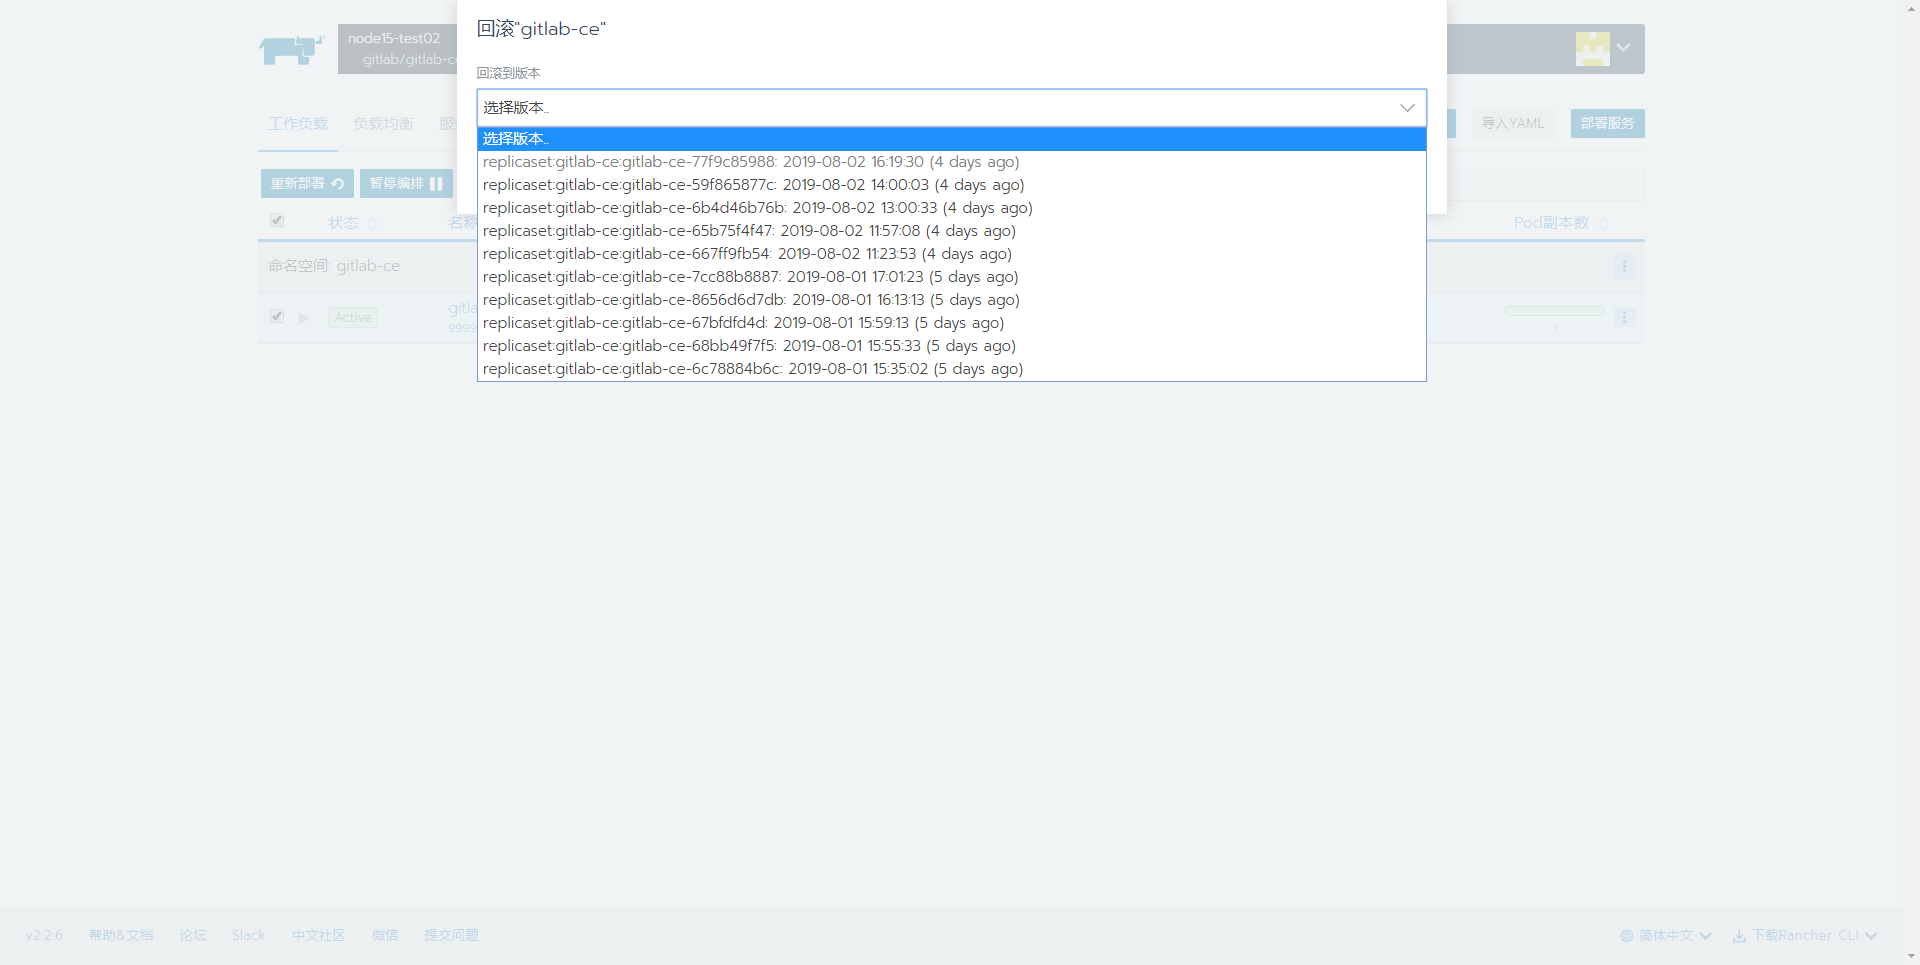 回滚"gitlab-ce"
node15-test02
gitlab/gitlab-ce
回滚到版本
选择版本..
工作负载
负载均衡
导入YAML
部署服务
选择版本..
replicaset:gitlab-ce:gitlab-ce-77f9c85988: 2019-08-02 16:19:30 (4 days ago)
replicaset:gitlab-ce:gitlab-ce-59f865877c: 2019-08-02 14:00:03 (4 days ago)
replicaset:gitlab-ce:gitlab-ce-6b4d46b76b: 2019-08-02 13:00:33 (4 days ago)
replicaset:gitlab-ce:gitlab-ce-65b75f4f47: 2019-08-02 11:57:08 (4 days ago)
replicaset:gitlab-ce:gitlab-ce-667ff9fb54: 2019-08-02 11:23:53 (4 days ago)
replicaset:gitlab-ce:gitlab-ce-7cc88b8887: 2019-08-01 17:01:23 (5 days ago)
replicaset:gitlab-ce:gitlab-ce-8656d6d7db: 2019-08-01 16:13:13 (5 days ago)
replicaset:gitlab-ce:gitlab-ce-67bfdfd4d: 2019-08-01 15:59:13 (5 days ago)
replicaset:gitlab-ce:gitlab-ce-68bb49f7f5: 2019-08-01 15:55:33 (5 days ago)
replicaset:gitlab-ce:gitlab-ce-6c78884b6c: 2019-08-01 15:35:02 (5 days ago)
重新部署
暂停编排
状态
名称
Pod副本数
命名空间: gitlab-ce
Active
gitla
9999
1
v2.2.6
帮助&文档
论坛
Slack
中文社区
微信
提交问题
简体中文
下载Rancher CLI